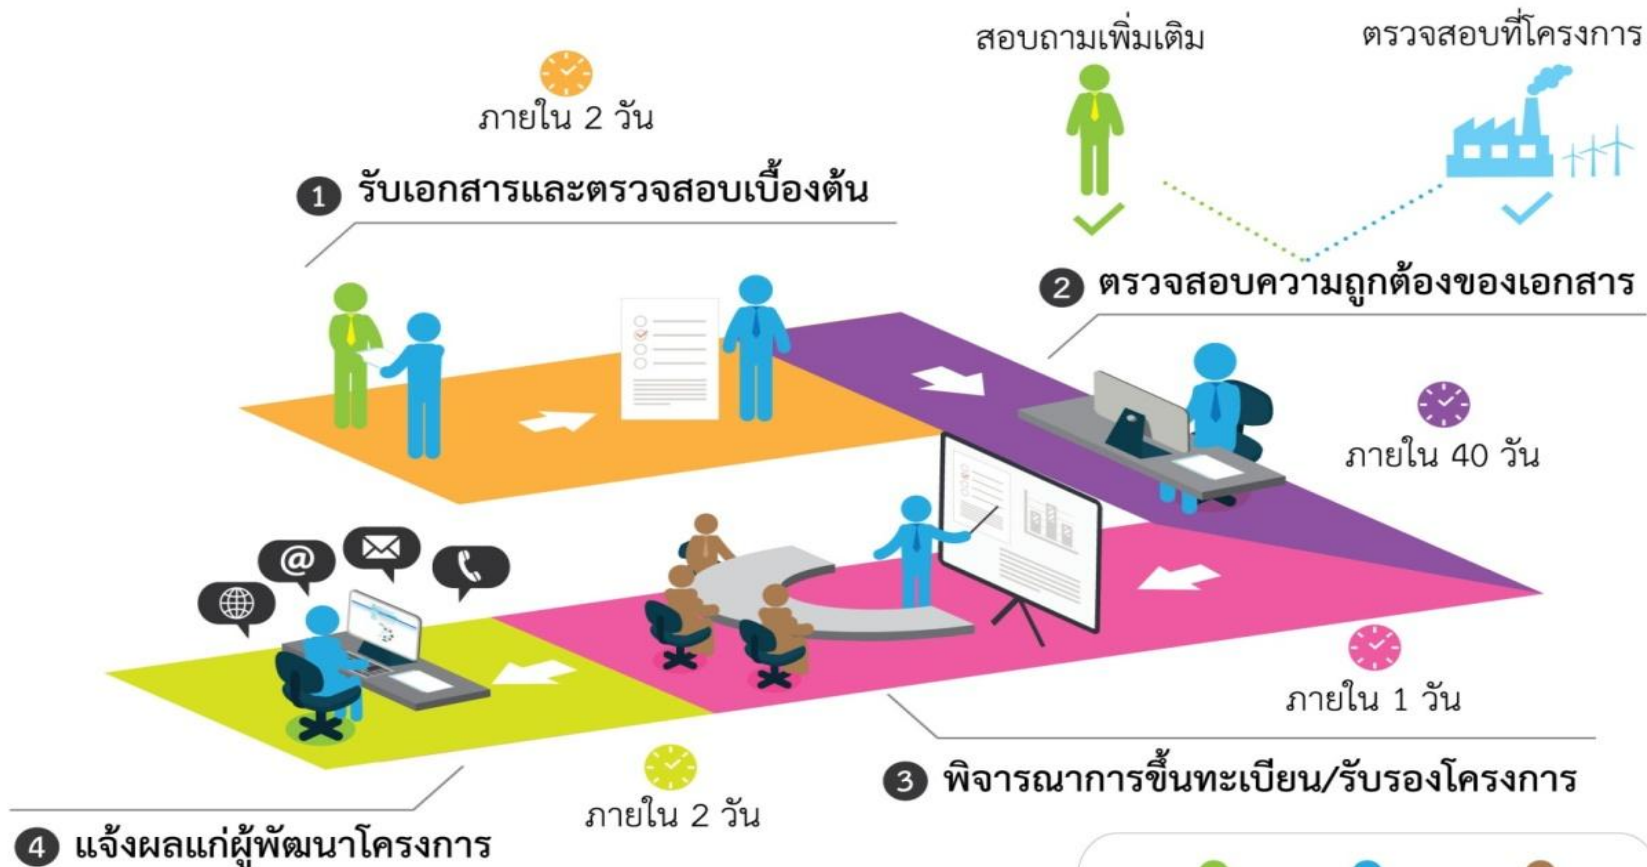 สอบถามเพิ่มเติม
ตรวจสอบที่โครงการ
ภายใน 2 วัน
1 รับเอกสารและตรวจสอบเบื้องต้น
2 ตรวจสอบความถูกต้องของเอกสาร
ภายใน 40 วัน
@
ภายใน 1 วัน
3 พิจารณาการขึ้นทะเบียน/รับรองโครงการ
ภายใน 2 วัน
4 แจ้งผลแก่ผู้พัฒนาโครงการ